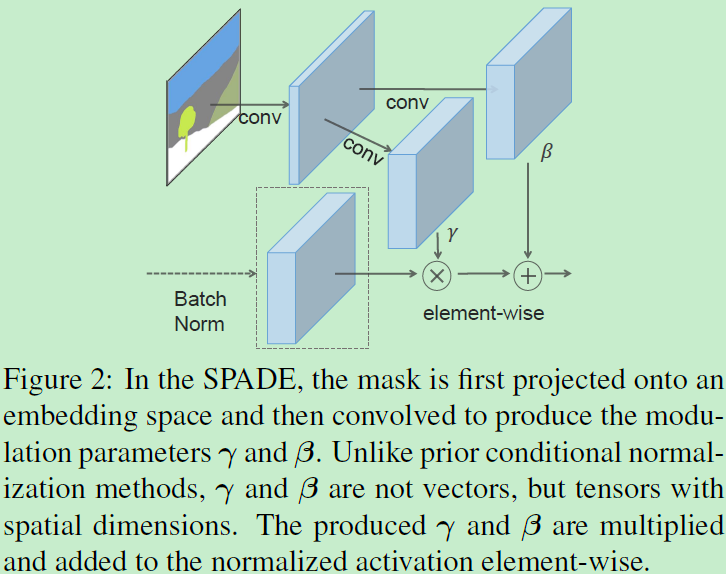 conv
conv
conv
β
γ
Batch
Norm
element-wise
Figure 2: In the SPADE, the mask is first projected onto an
embedding space and then convolved to produce the modu-
lation parameters γ and β. Unlike prior conditional normal-
ization methods, γ and β are not vectors, but tensors with
spatial dimensions. The produced γ and β are multiplied
and added to the normalized activation element-wise.